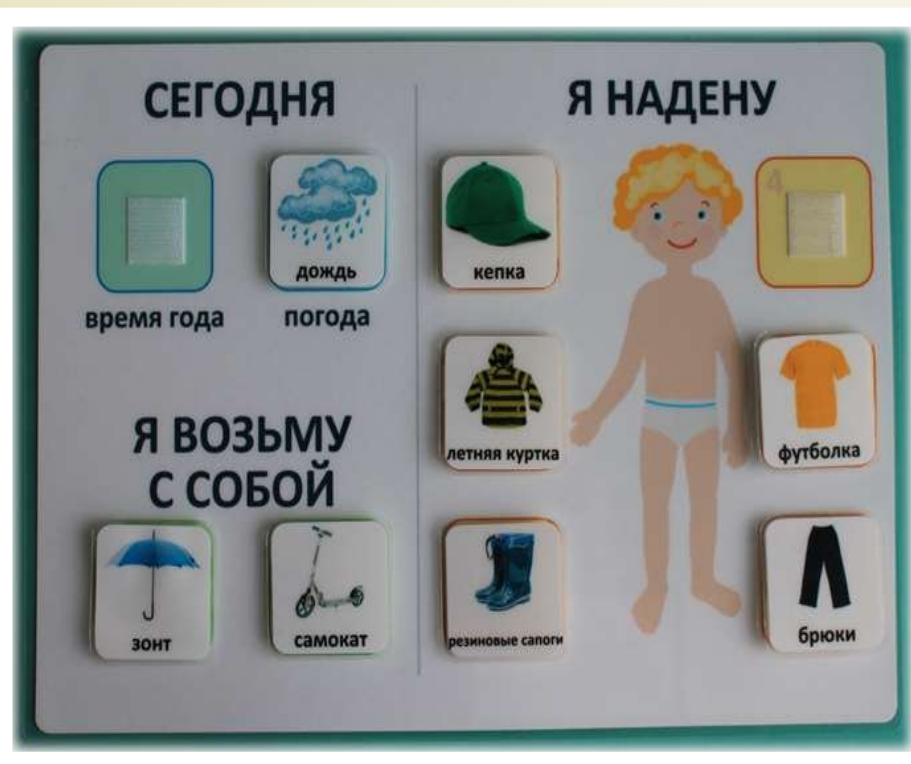 СЕГОДНЯ
дождь
время года
погода
Я ВОЗЬМУ
С СОБОЙ
зонт
самокат
Я НАДЕНУ
кепка
4
летняя куртка
футболка
резиновые сапоги
брюки